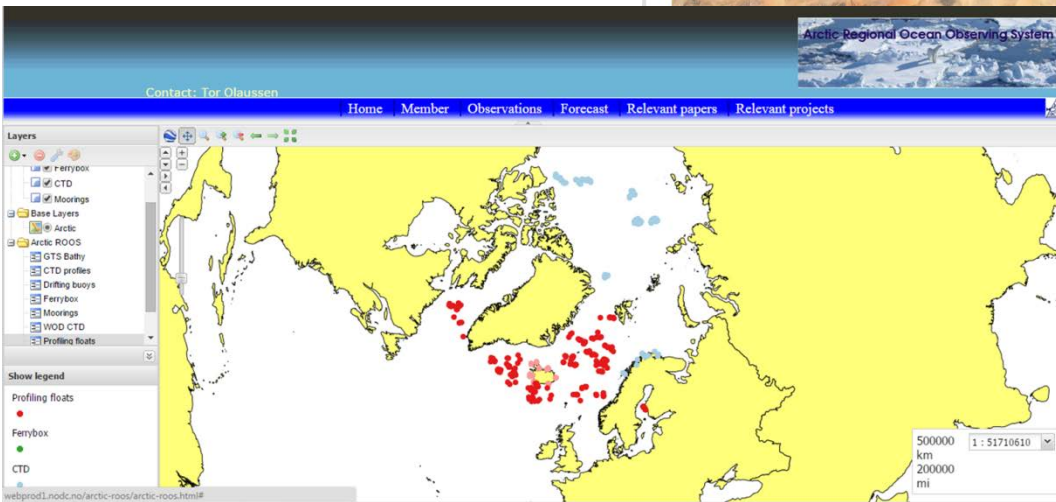 Arctic Regional Ocean Observing System
Contact: Tor Olaussen
Home Member Observations Forecast Relevant papers Relevant projects
Layers
Ferrybox
CTD
Moorings
Base Layers
Arctic
Arctic ROOS
GTS Bathy
CTD profiles
Drifting buoys
Ferrybox
Moorings
WOD CTD
Profiling floats
Show legend
Profiling floats
Ferrybox
CTD
500000
km
200000
mi
1 : 51710610
webprod1.nodc.no/arctic-roos/arctic-roos.html#